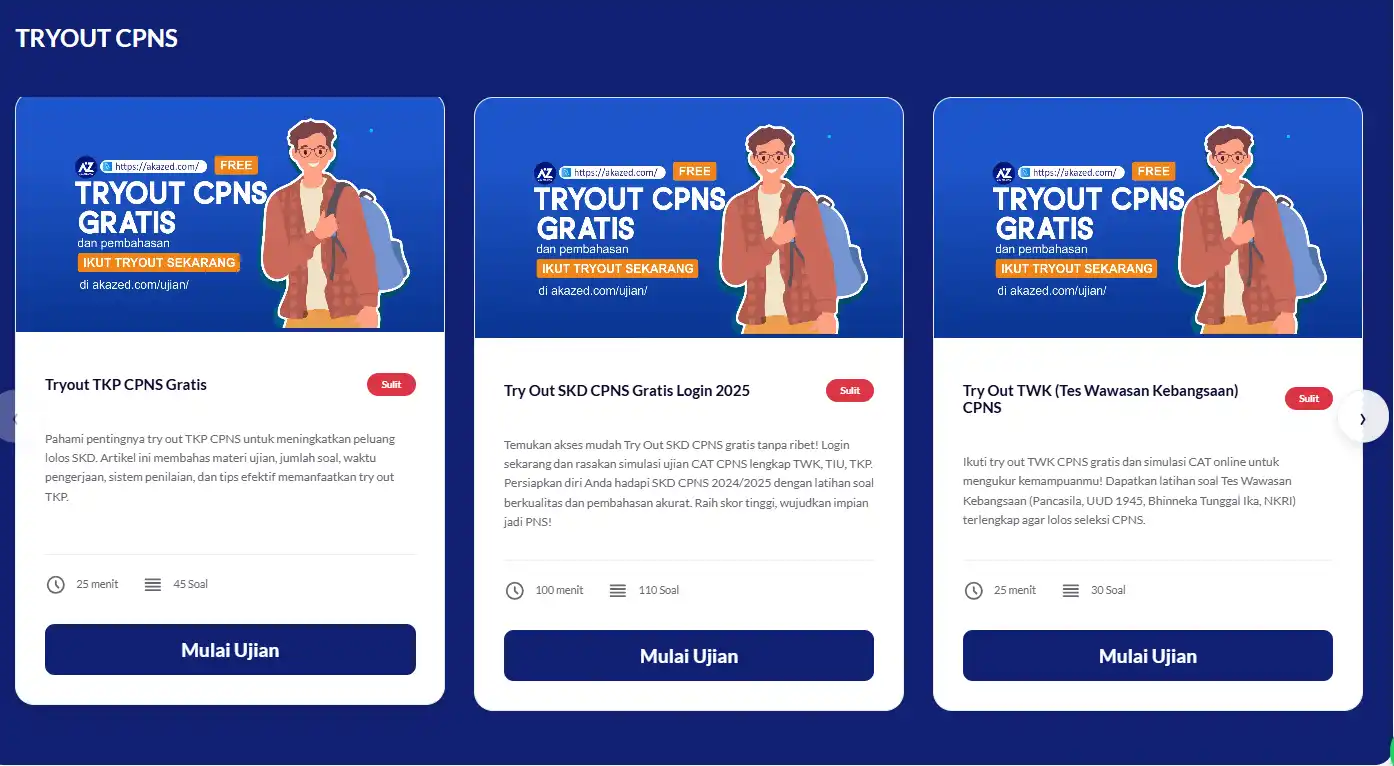 TRYOUT CPNS
AZ https://akazed.com/ FREE
TRYOUT CPNS
GRATIS
dan pembahasan
IKUT TRYOUT SEKARANG
di akazed.com/ujian/
Tryout TKP CPNS Gratis
Sulit
Pahami pentingnya try out TKP CPNS untuk meningkatkan peluang
lolos SKD. Artikel ini membahas materi ujian, jumlah soal, waktu
pengerjaan, sistem penilaian, dan tips efektif memanfaatkan try out
TKP.
25 menit
45 Soal
Mulai Ujian
AZ https://akazed.com/ FREE
TRYOUT CPNS
GRATIS
dan pembahasan
IKUT TRYOUT SEKARANG
di akazed.com/ujian/
Try Out SKD CPNS Gratis Login 2025
Sulit
Temukan akses mudah Try Out SKD CPNS gratis tanpa ribet! Login
sekarang dan rasakan simulasi ujian CAT CPNS lengkap TWK, TIU, TKP.
Persiapkan diri Anda hadapi SKD CPNS 2024/2025 dengan latihan soal
berkualitas dan pembahasan akurat. Raih skor tinggi, wujudkan impian
jadi PNS!
100 menit
110 Soal
Mulai Ujian
AZ https://akazed.com/ FREE
TRYOUT CPNS
GRATIS
dan pembahasan
IKUT TRYOUT SEKARANG
di akazed.com/ujian/
Try Out TWK (Tes Wawasan Kebangsaan)
CPNS
Sulit
Ikuti try out TWK CPNS gratis dan simulasi CAT online untuk
mengukur kemampuanmu! Dapatkan latihan soal Tes Wawasan
Kebangsaan (Pancasila, UUD 1945, Bhinneka Tunggal Ika, NKRI)
terlengkap agar lolos seleksi CPNS.
25 menit
30 Soal
Mulai Ujian